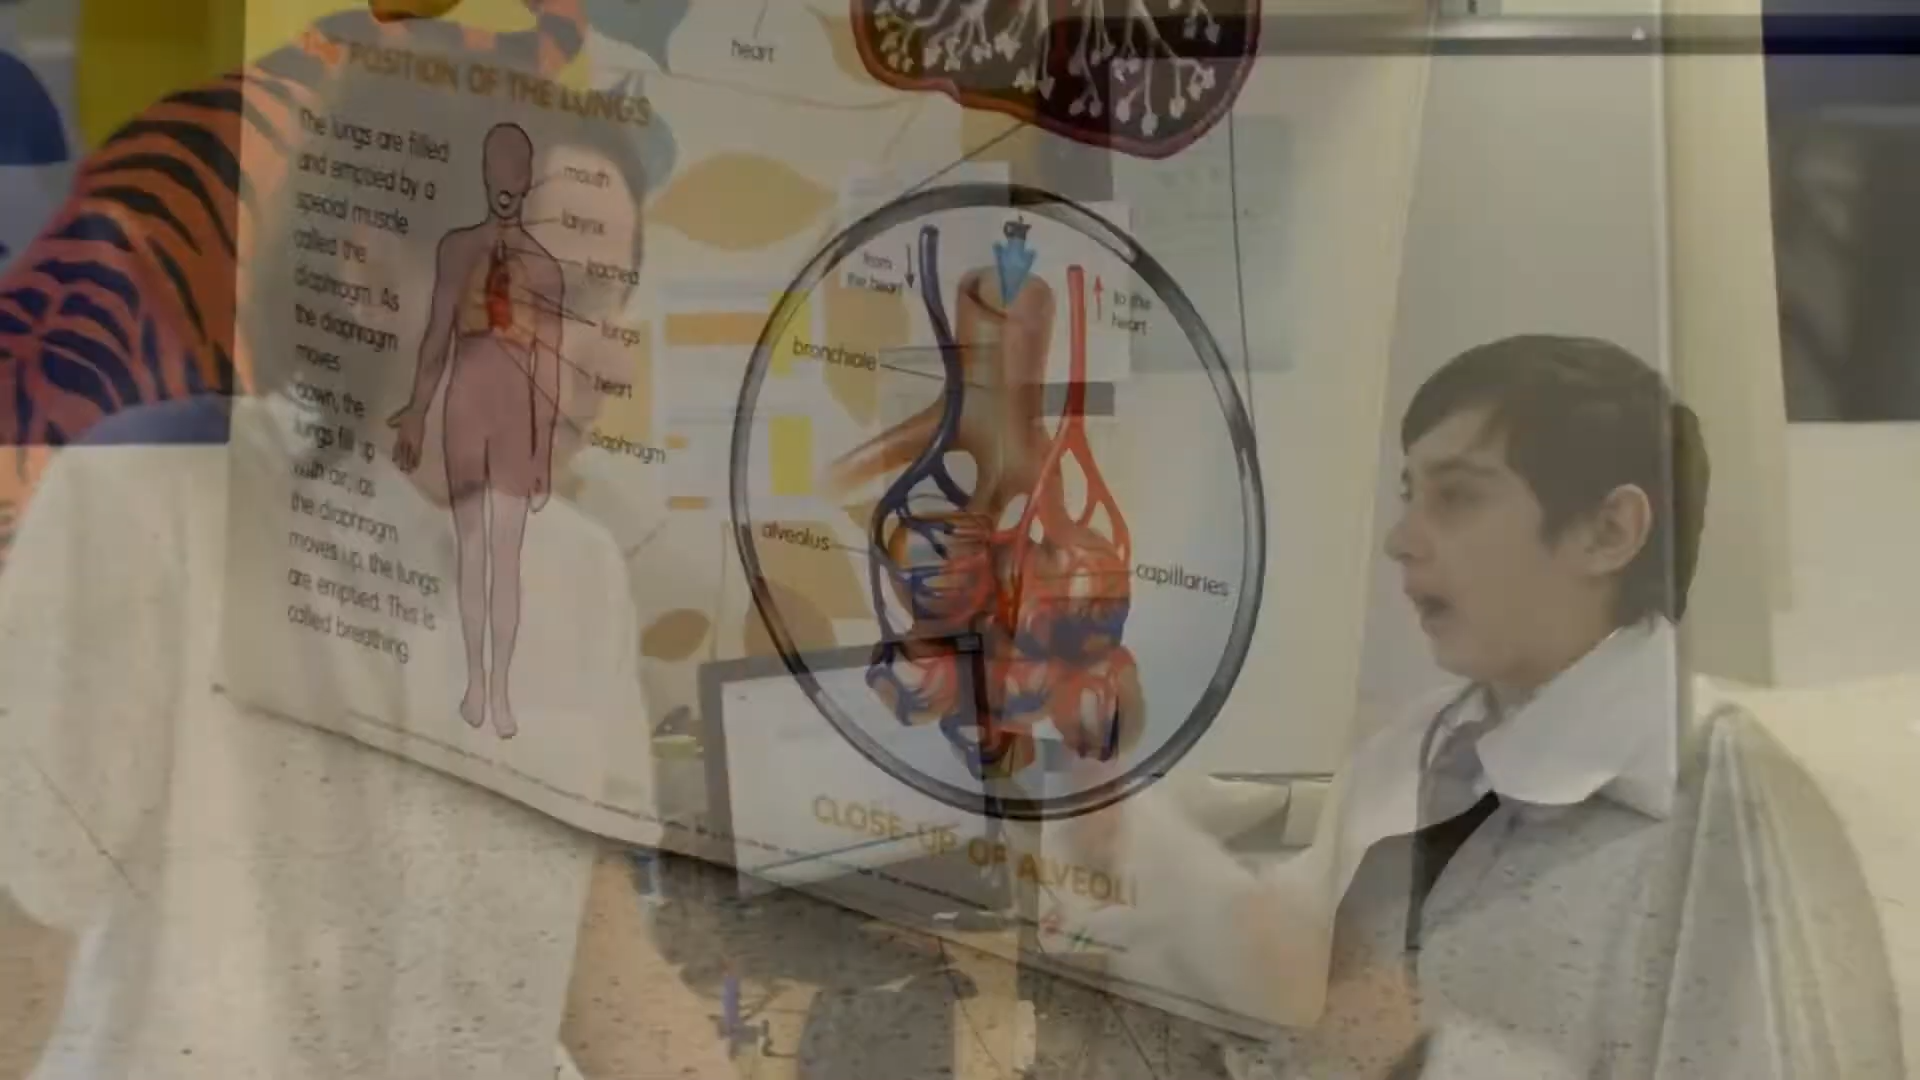 heart
THE POSITION OF THE LUNGS
The lungs are filled
and emptied by a
special muscle
called the
diaphragm. As
the diaphragm
moves
down, the
lungs fill up
with air, as
the diaphragm
moves up, the lungs
are emptied. This is
called breathing
mouth
larynx
trachea
lungs
heart
diaphragm
air
from
the heart
to the
heart
bronchiole
alveolus
capillaries
CLOSE-UP OF ALVEOLI